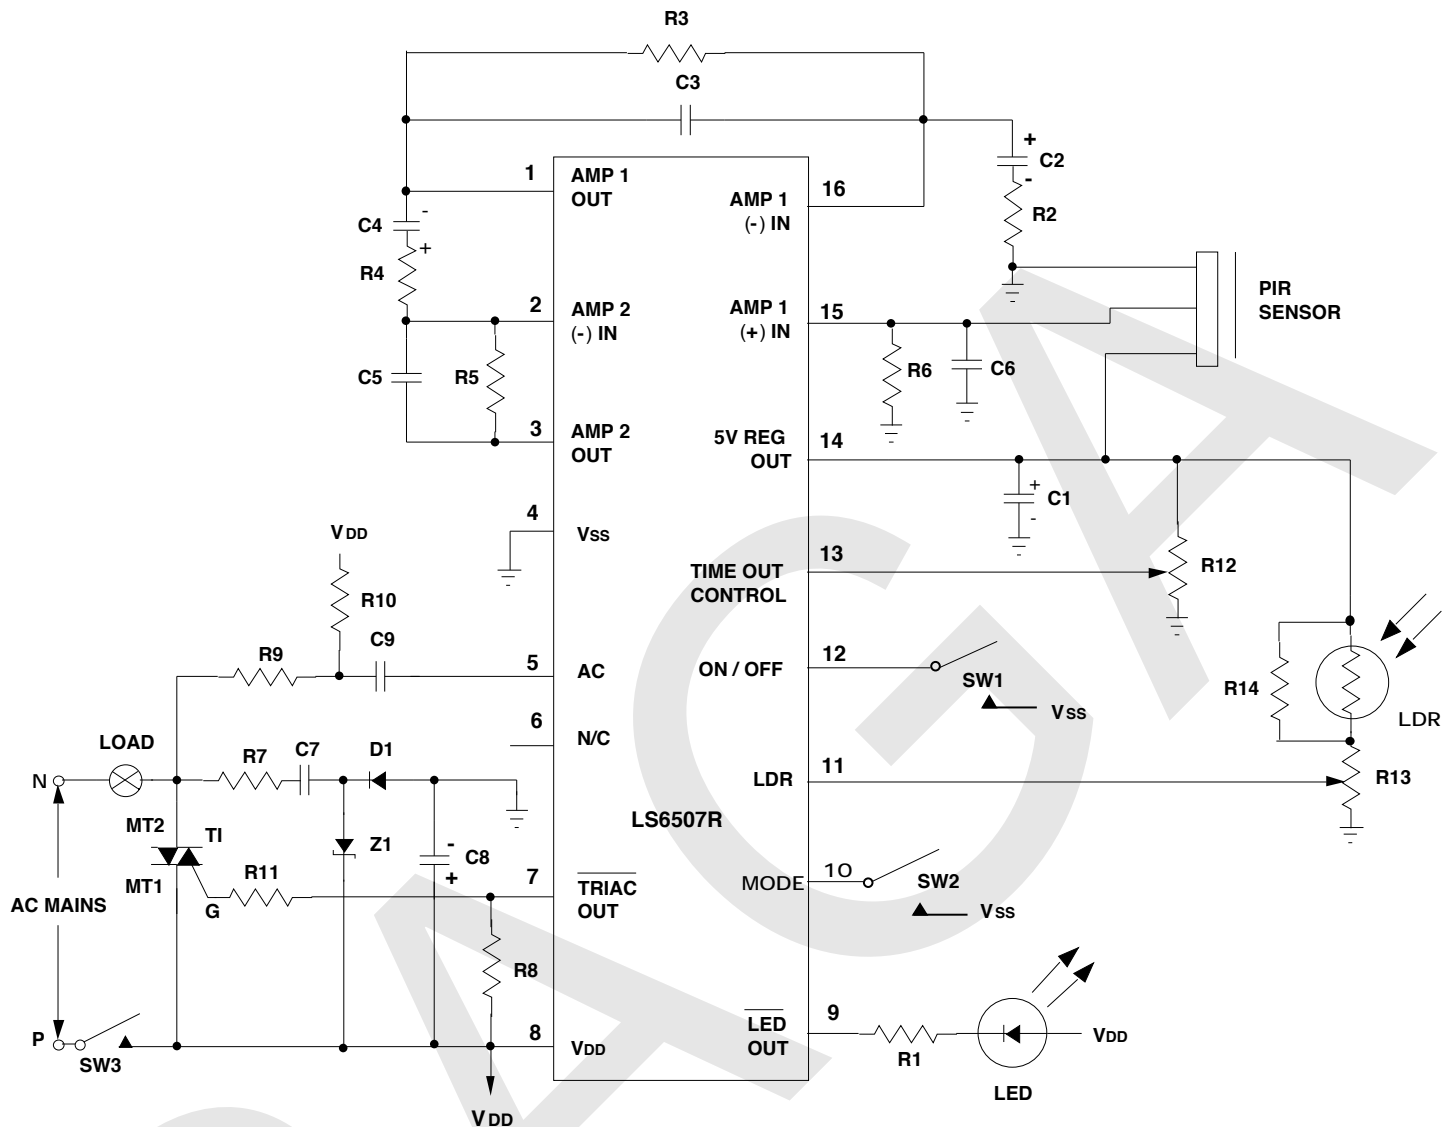 R3
C3
+
C2
-
R2
1
AMP 1
OUT
16
AMP 1
(-) IN
C4
-
+
R4
2
AMP 2
(-) IN
AMP 1
(+) IN
15
PIR
SENSOR
C5
R5
R6
C6
3
AMP 2
OUT
5V REG
OUT
14
+
C1
-
4
VSS
VDD
13
TIME OUT
CONTROL
R12
R10
C9
R9
5
AC
ON / OFF
12
SW1
VSS
R14
LDR
6
N/C
LOAD
R7
C7
D1
N
LDR
11
R13
LS6507R
MT2
TI
Z1
-
C8
+
MT1
R11
G
7
TRIAC
OUT
MODE
10
SW2
VSS
AC MAINS
R8
P
SW3
8
VDD
LED
OUT
9
R1
VDD
LED
VDD
AGA